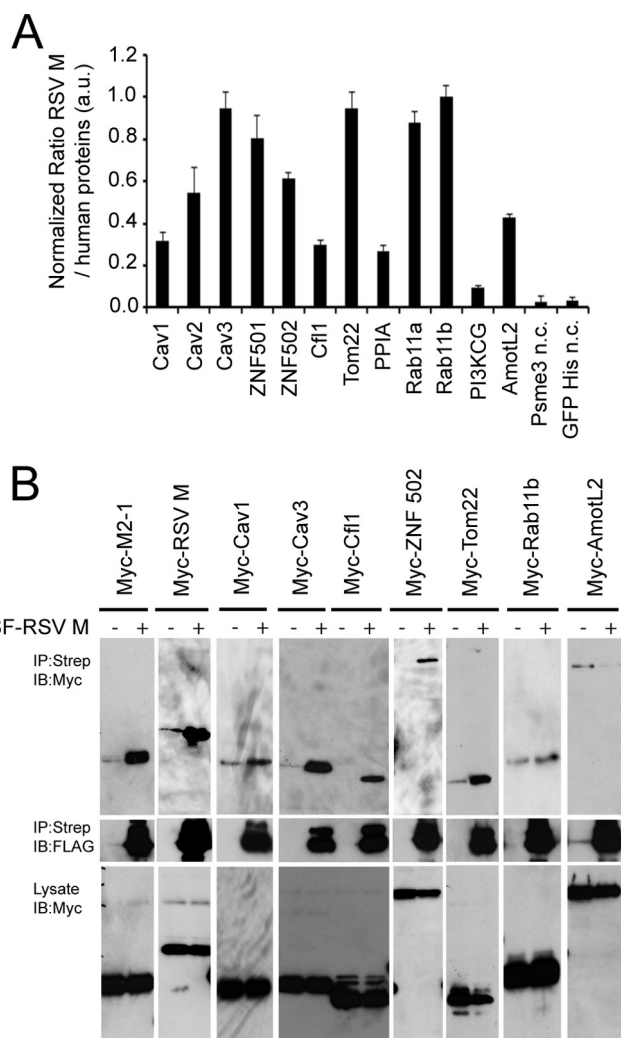 A
Normalized Ratio RSV M
/ human proteins (a.u.)
1.2
1.0
0.8
0.6
0.4
0.2
0.0
Cav1
Cav2
Cav3
ZNF501
ZNF502
Cfl1
Tom22
PPIA
Rab11a
Rab11b
PI3KCG
AmotL2
Psme3 n.c.
GFP His n.c.
B
Myc-M2-1
Myc-RSV M
Myc-Cav1
Myc-Cav3
Myc-Cfl1
Myc-ZNF 502
Myc-Tom22
Myc-Rab11b
Myc-AmotL2
F-RSV M - + - + - + - + - + - + - + - + - +
IP:Strep
IB:Myc
IP:Strep
IB:FLAG
Lysate
IB:Myc